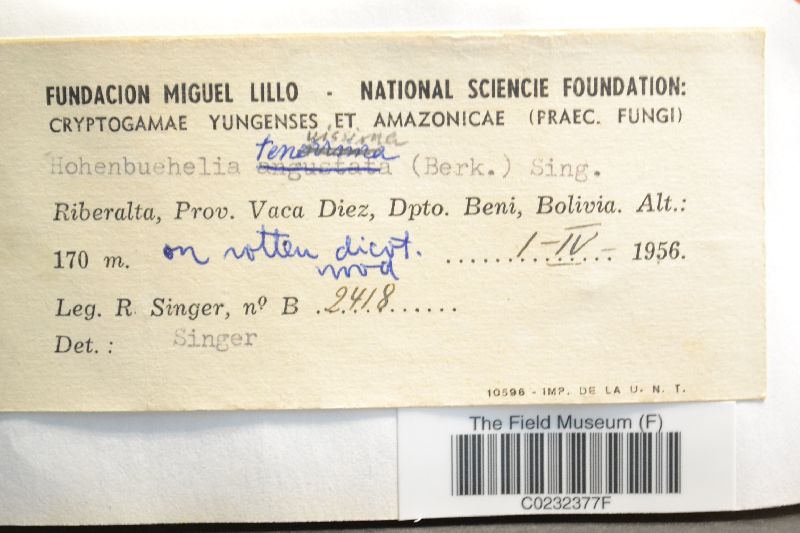 FUNDACION MIGUEL LILLO - NATIONAL SCIENCIE FOUNDATION:
CRYPTOGAMAE YUNGENSES ET AMAZONICAE (PRAEC. FUNGI)
Hohenbuehelia angustata (Berk.) Sing.
Riberalta, Prov. Vaca Diez, Dpto. Beni, Bolivia. Alt.:
170 m. on rotten dicot. wood ........1-IV-... 1956.
Leg. R. Singer, nº B .2418......
Det. : Singer
10596 - IMP. DE LA U. N. T.
The Field Museum (F)
C0232377F